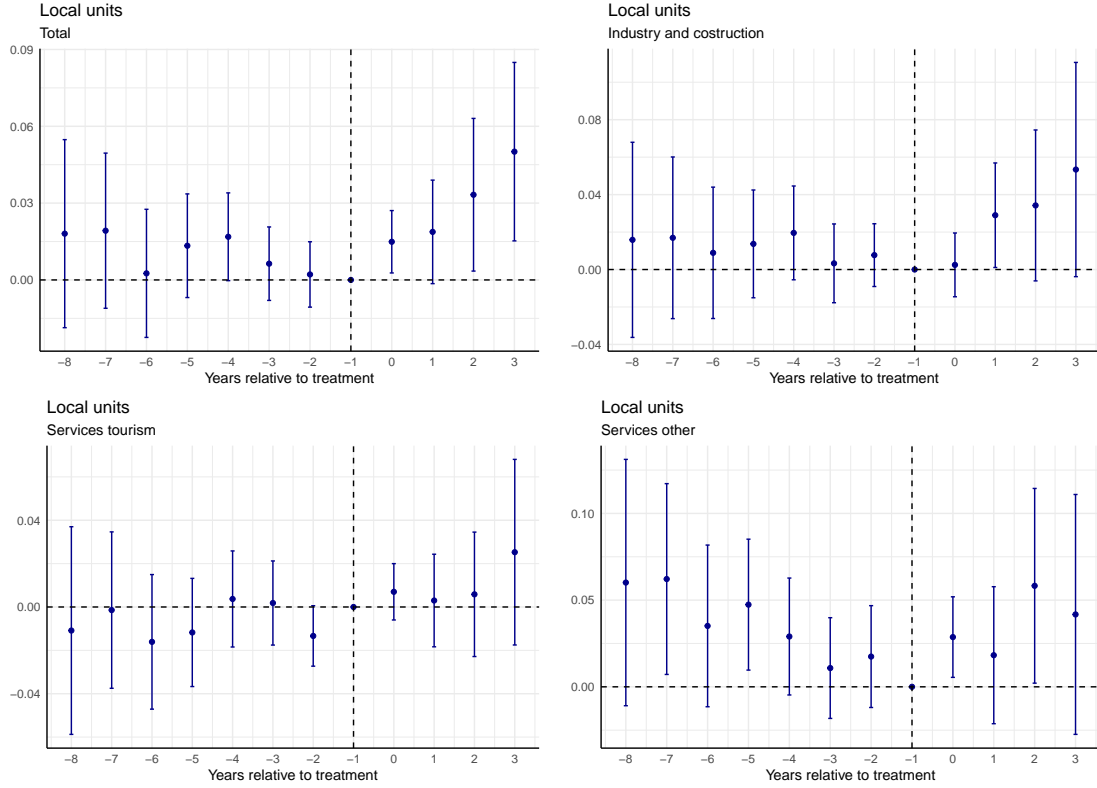 Local units
Total
0.09
0.06
0.03
0.00
−8 −7 −6 −5 −4 −3 −2 −1 0 1 2 3
Years relative to treatment
Local units
Industry and costruction
0.08
0.04
0.00
−0.04
−8 −7 −6 −5 −4 −3 −2 −1 0 1 2 3
Years relative to treatment
Local units
Services tourism
0.04
0.00
−0.04
−8 −7 −6 −5 −4 −3 −2 −1 0 1 2 3
Years relative to treatment
Local units
Services other
0.10
0.05
0.00
−8 −7 −6 −5 −4 −3 −2 −1 0 1 2 3
Years relative to treatment